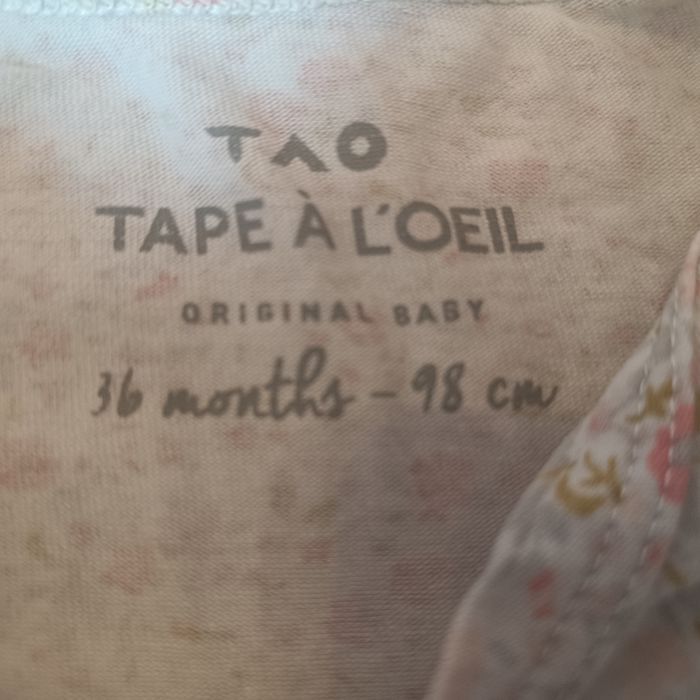 TAO
TAPE À L'OEIL
ORIGINAL BABY
36 months - 98 cm